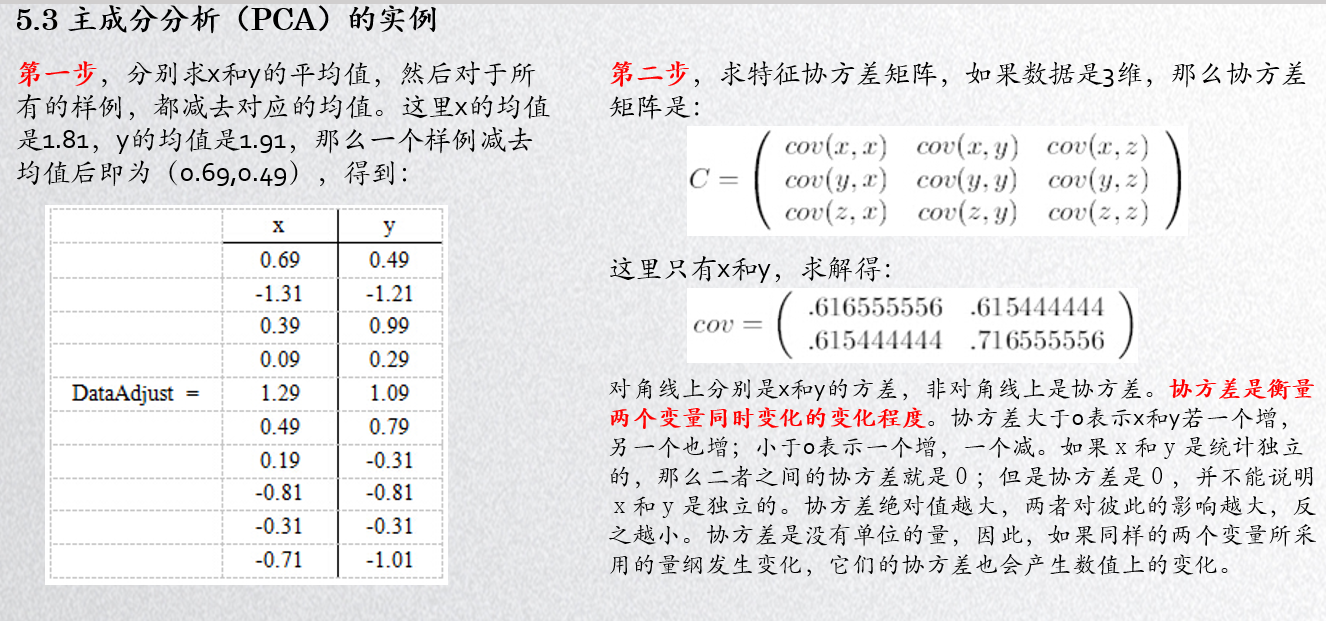 5.3 主成分分析（PCA）的实例
第一步，分别求x和y的平均值，然后对于所
有的样例，都减去对应的均值。这里x的均值
是1.81，y的均值是1.91，那么一个样例减去
均值后即为（0.69,0.49），得到：
x y
0.69 0.49
-1.31 -1.21
0.39 0.99
0.09 0.29
DataAdjust = 1.29 1.09
0.49 0.79
0.19 -0.31
-0.81 -0.81
-0.31 -0.31
-0.71 -1.01
第二步，求特征协方差矩阵，如果数据是3维，那么协方差
矩阵是：
cov(x,x) cov(x,y) cov(x,z)
C = cov(y,x) cov(y,y) cov(y,z)
cov(z,x) cov(z,y) cov(z,z)
这里只有x和y，求解得：
.616555556 .615444444
cov =
.615444444 .716555556
对角线上分别是x和y的方差，非对角线上是协方差。协方差是衡量
两个变量同时变化的变化程度。协方差大于0表示x和y若一个增，
另一个也增；小于0表示一个增，一个减。如果ｘ和ｙ是统计独立
的，那么二者之间的协方差就是０；但是协方差是０，并不能说明
ｘ和ｙ是独立的。协方差绝对值越大，两者对彼此的影响越大，反
之越小。协方差是没有单位的量，因此，如果同样的两个变量所采
用的量纲发生变化，它们的协方差也会产生数值上的变化。